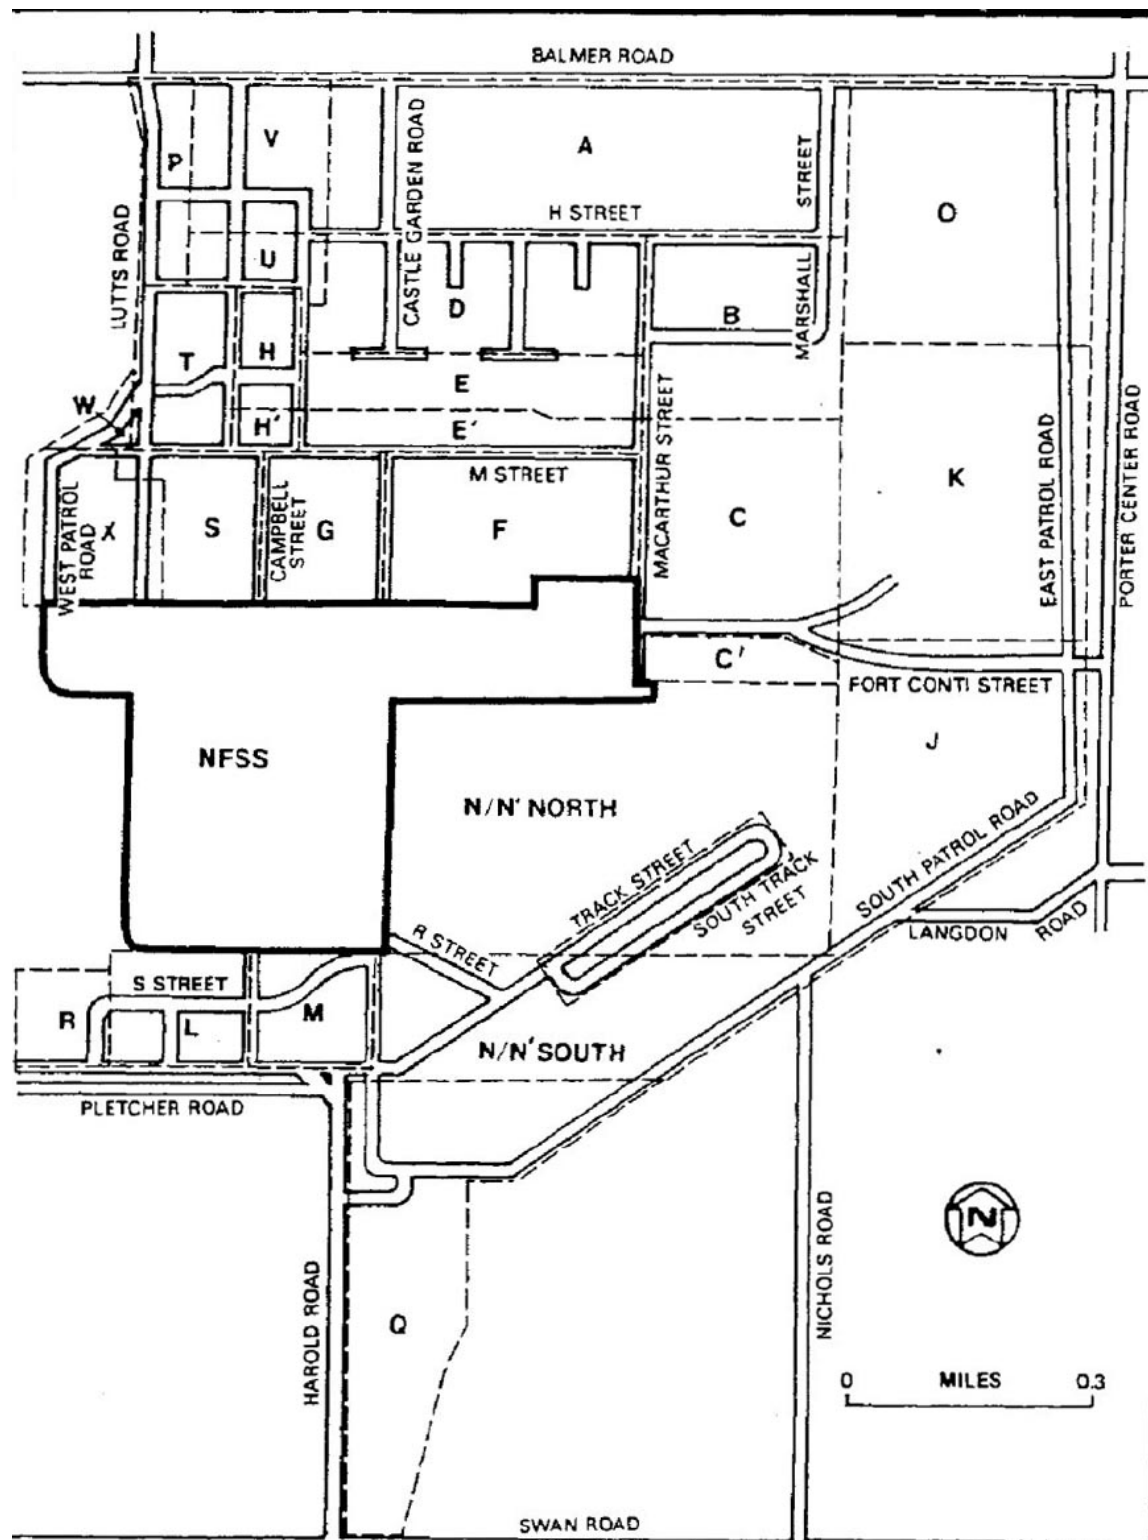 BALMER ROAD
V
P
CASTLE GARDEN ROAD
A
STREET
H STREET
O
LUTTS ROAD
U
D
B
MARSHALL
T
H
E
W
H'
E'
M STREET
MACARTHUR STREET
EAST PATROL ROAD
PORTER CENTER ROAD
K
WEST PATROL
ROAD
X
S
CAMPBELL
STREET
G
F
C
C'
FORT CONTI STREET
NFSS
J
N/N' NORTH
TRACK STREET
SOUTH TRACK
STREET
SOUTH PATROL ROAD
R STREET
LANGDON
ROAD
S STREET
R
L
M
N/N' SOUTH
PLETCHER ROAD
N
NICHOLS ROAD
HAROLD ROAD
Q
0 MILES 0.3
SWAN ROAD